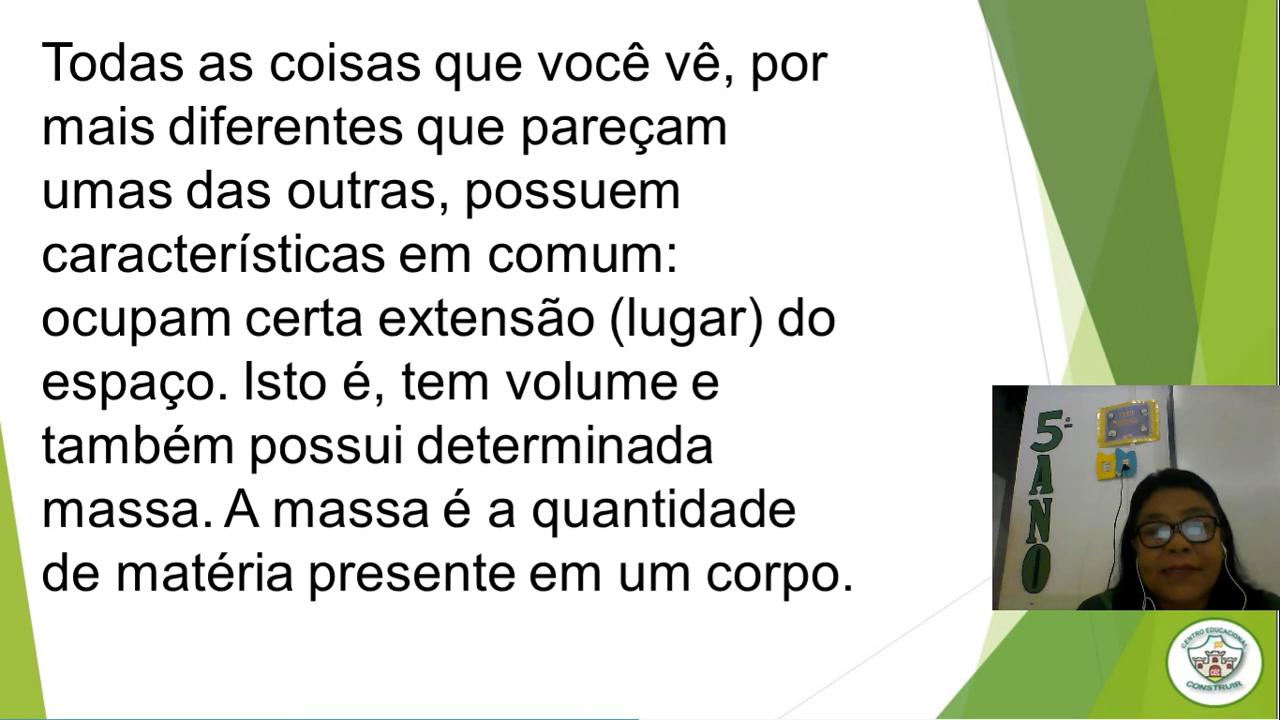 Todas as coisas que você vê, por
mais diferentes que pareçam
umas das outras, possuem
características em comum:
ocupam certa extensão (lugar) do
espaço. Isto é, tem volume e
também possui determinada
massa. A massa é a quantidade
de matéria presente em um corpo.
5º
ANO
CENTRO EDUCACIONAL
CONSTRUIR